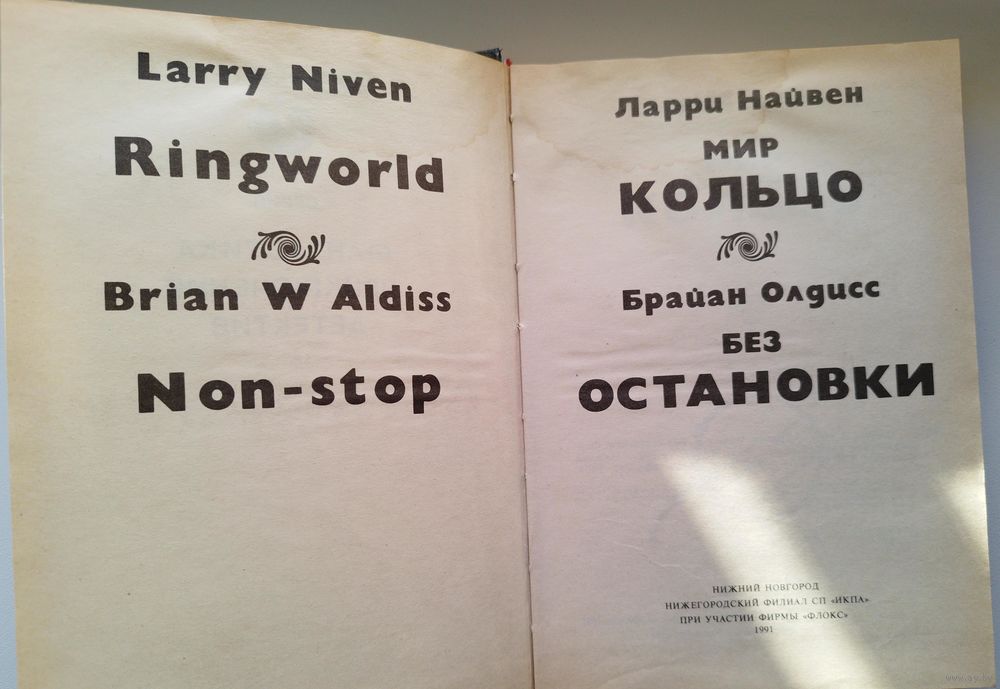 Larry Niven
Ringworld
Brian W Aldiss
Non-stop
Ларри Найвен
МИР
КОЛЬЦО
Брайан Олдисс
БЕЗ
ОСТАНОВКИ
НИЖНИЙ НОВГОРОД
НИЖЕГОРОДСКИЙ ФИЛИАЛ СП «ИКПА»
ПРИ УЧАСТИИ ФИРМЫ «ФЛОКС»
1991